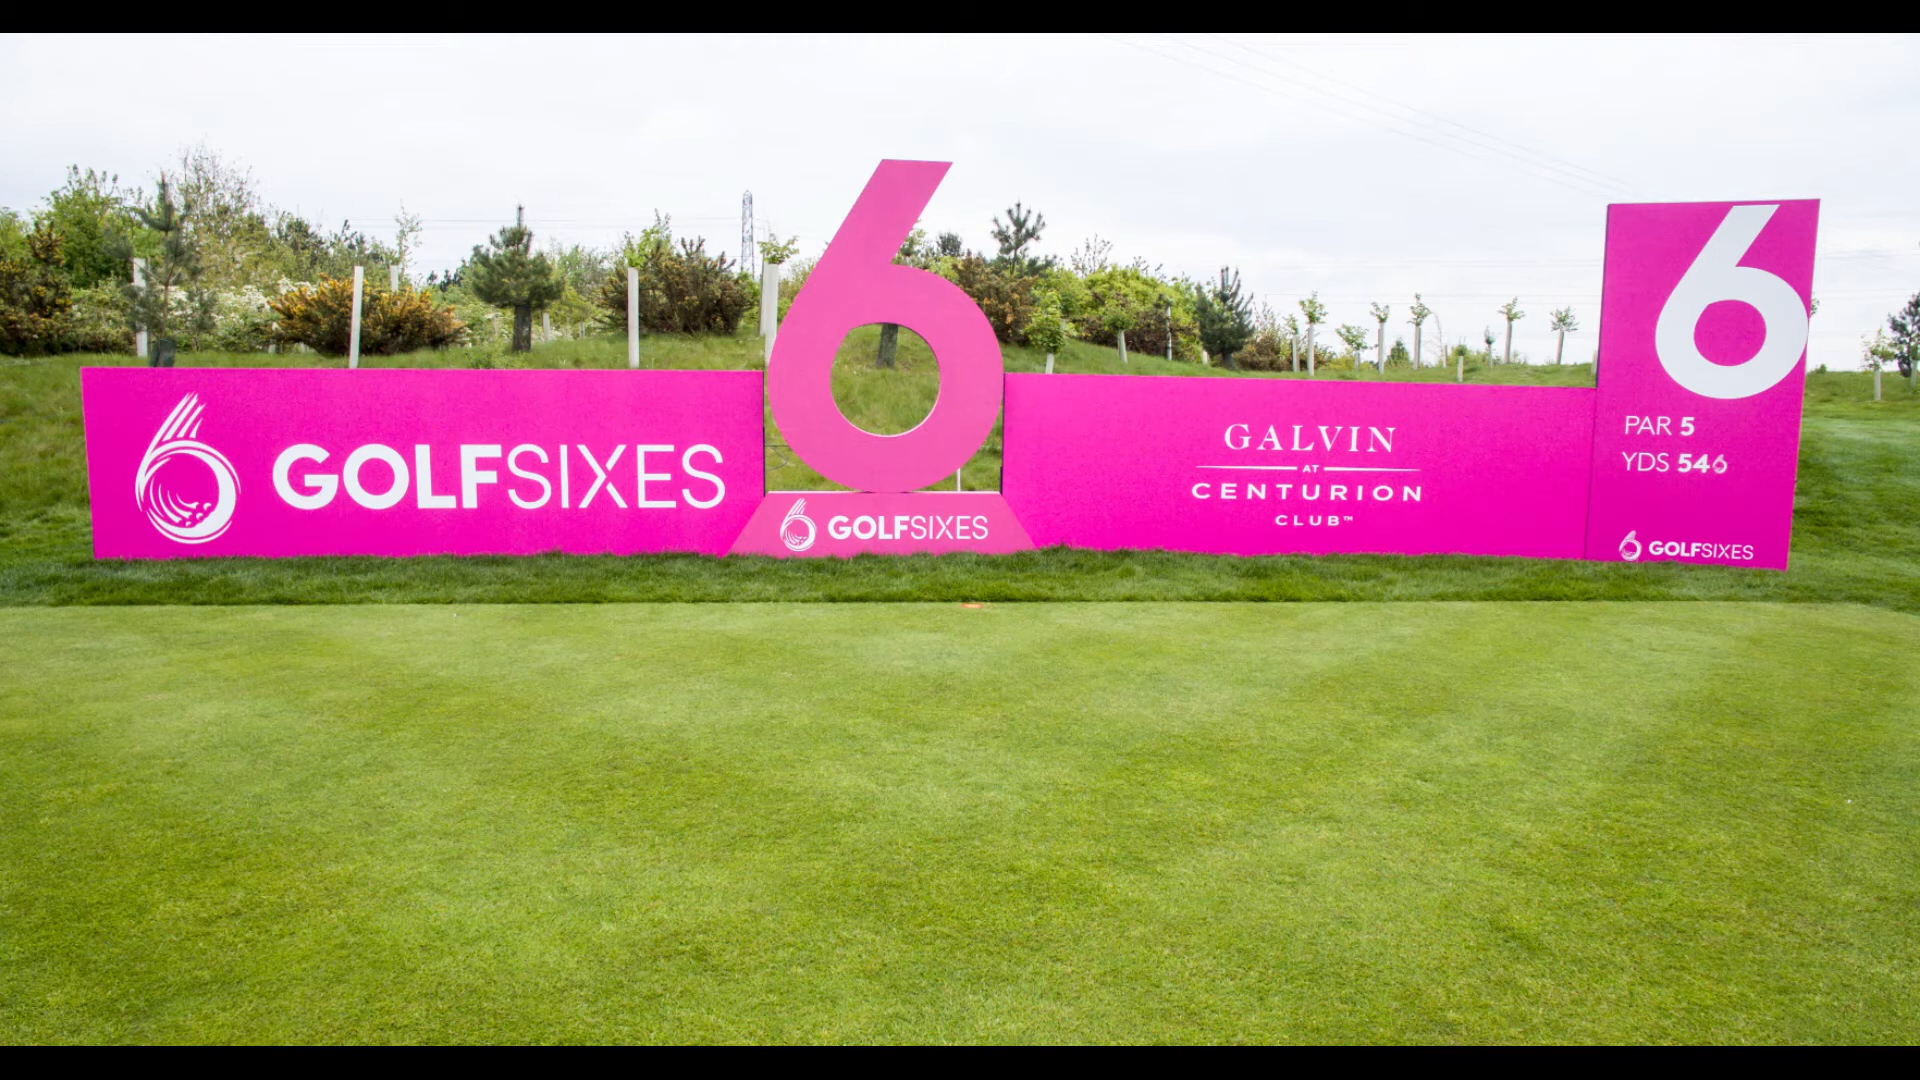 GOLFSIXES
6
GOLFSIXES
GALVIN
AT
CENTURION
CLUB™
6
PAR 5
YDS 546
GOLFSIXES